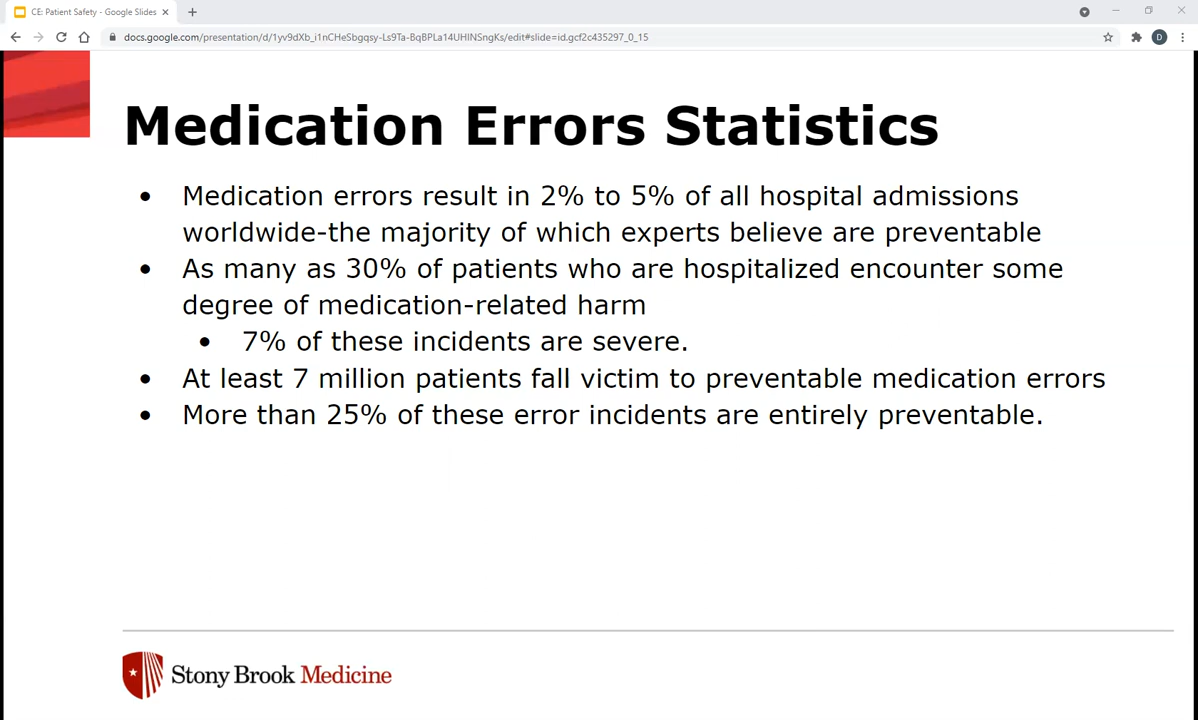 CE: Patient Safety - Google Slides
docs.google.com/presentation/d/1yv9dXb_i1nCHeSbgqsy-Ls9Ta-BqBPLa14UHINSngKs/edit#slide=id.gcf2c435297_0_15
D
Medication Errors Statistics
• Medication errors result in 2% to 5% of all hospital admissions
worldwide-the majority of which experts believe are preventable
• As many as 30% of patients who are hospitalized encounter some
degree of medication-related harm
• 7% of these incidents are severe.
• At least 7 million patients fall victim to preventable medication errors
• More than 25% of these error incidents are entirely preventable.
Stony Brook Medicine